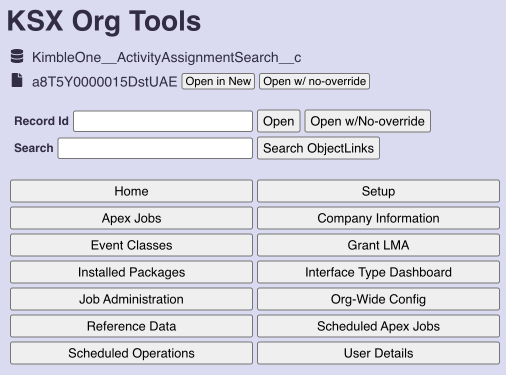 KSX Org Tools
KimbleOne__ActivityAssignmentSearch__c
a8T5Y0000015DstUAE Open in New Open w/ no-override
Record Id Open Open w/No-override
Search Search ObjectLinks
Home Setup
Apex Jobs Company Information
Event Classes Grant LMA
Installed Packages Interface Type Dashboard
Job Administration Org-Wide Config
Reference Data Scheduled Apex Jobs
Scheduled Operations User Details